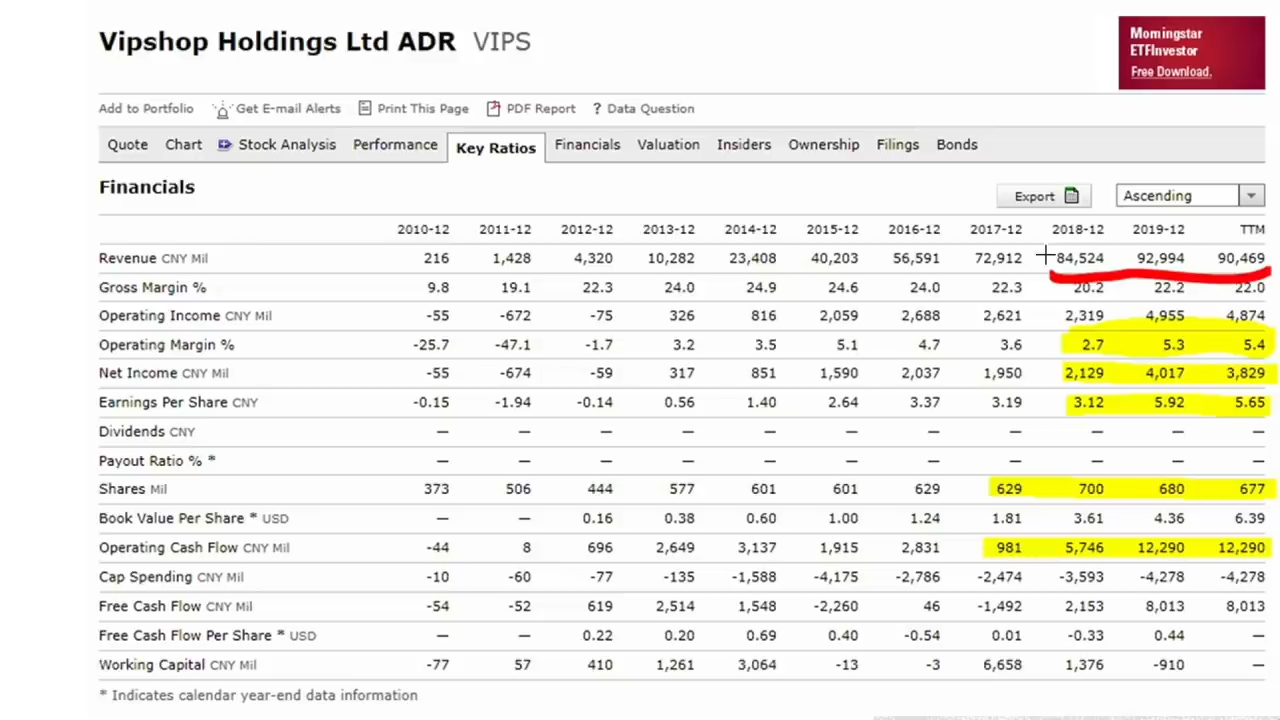 Vipshop Holdings Ltd ADR VIPS
Morningstar
ETFInvestor
Free Download.
Add to Portfolio Get E-mail Alerts Print This Page PDF Report ? Data Question
Quote Chart Stock Analysis Performance Key Ratios Financials Valuation Insiders Ownership Filings Bonds
Financials
Export Ascending
2010-12 2011-12 2012-12 2013-12 2014-12 2015-12 2016-12 2017-12 2018-12 2019-12 TTM
Revenue CNY Mil 216 1,428 4,320 10,282 23,408 40,203 56,591 72,912 84,524 92,994 90,469
Gross Margin % 9.8 19.1 22.3 24.0 24.9 24.6 24.0 22.3 20.2 22.2 22.0
Operating Income CNY Mil -55 -672 -75 326 816 2,059 2,688 2,621 2,319 4,955 4,874
Operating Margin % -25.7 -47.1 -1.7 3.2 3.5 5.1 4.7 3.6 2.7 5.3 5.4
Net Income CNY Mil -55 -674 -59 317 851 1,590 2,037 1,950 2,129 4,017 3,829
Earnings Per Share CNY -0.15 -1.94 -0.14 0.56 1.40 2.64 3.37 3.19 3.12 5.92 5.65
Dividends CNY — — — — — — — — — — —
Payout Ratio % * — — — — — — — — — — —
Shares Mil 373 506 444 577 601 601 629 629 700 680 677
Book Value Per Share * USD — — 0.16 0.38 0.60 1.00 1.24 1.81 3.61 4.36 6.39
Operating Cash Flow CNY Mil -44 8 696 2,649 3,137 1,915 2,831 981 5,746 12,290 12,290
Cap Spending CNY Mil -10 -60 -77 -135 -1,588 -4,175 -2,786 -2,474 -3,593 -4,278 -4,278
Free Cash Flow CNY Mil -54 -52 619 2,514 1,548 -2,260 46 -1,492 2,153 8,013 8,013
Free Cash Flow Per Share * USD — — 0.22 0.20 0.69 0.40 -0.54 0.01 -0.33 0.44 —
Working Capital CNY Mil -77 57 410 1,261 3,064 -13 -3 6,658 1,376 -910 —
* Indicates calendar year-end data information